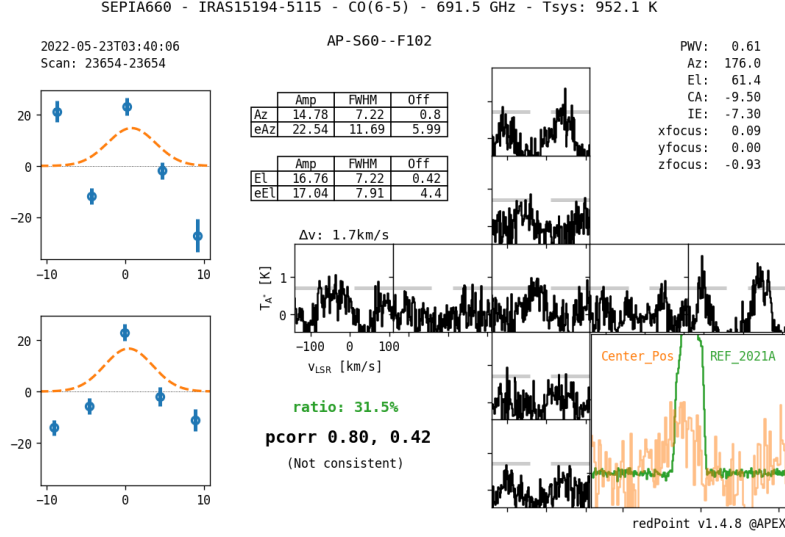 SEPIA660 - IRAS15194-5115 - CO(6-5) - 691.5 GHz - Tsys: 952.1 K
2022-05-23T03:40:06
Scan: 23654-23654
AP-S60--F102
PWV: 0.61
Az: 176.0
El: 61.4
CA: -9.50
IE: -7.30
xfocus: 0.09
yfocus: 0.00
zfocus: -0.93
Amp FWHM Off
Az 14.78 7.22 0.8
eAz 22.54 11.69 5.99
Amp FWHM Off
El 16.76 7.22 0.42
eEl 17.04 7.91 4.4
20
0
−20
−10 0 10
20
0
−20
−10 0 10
Δv: 1.7km/s
TA* [K]
1
0
−100 0 100
vLSR [km/s]
ratio: 31.5%
pcorr 0.80, 0.42
(Not consistent)
Center_Pos REF_2021A
redPoint v1.4.8 @APEX